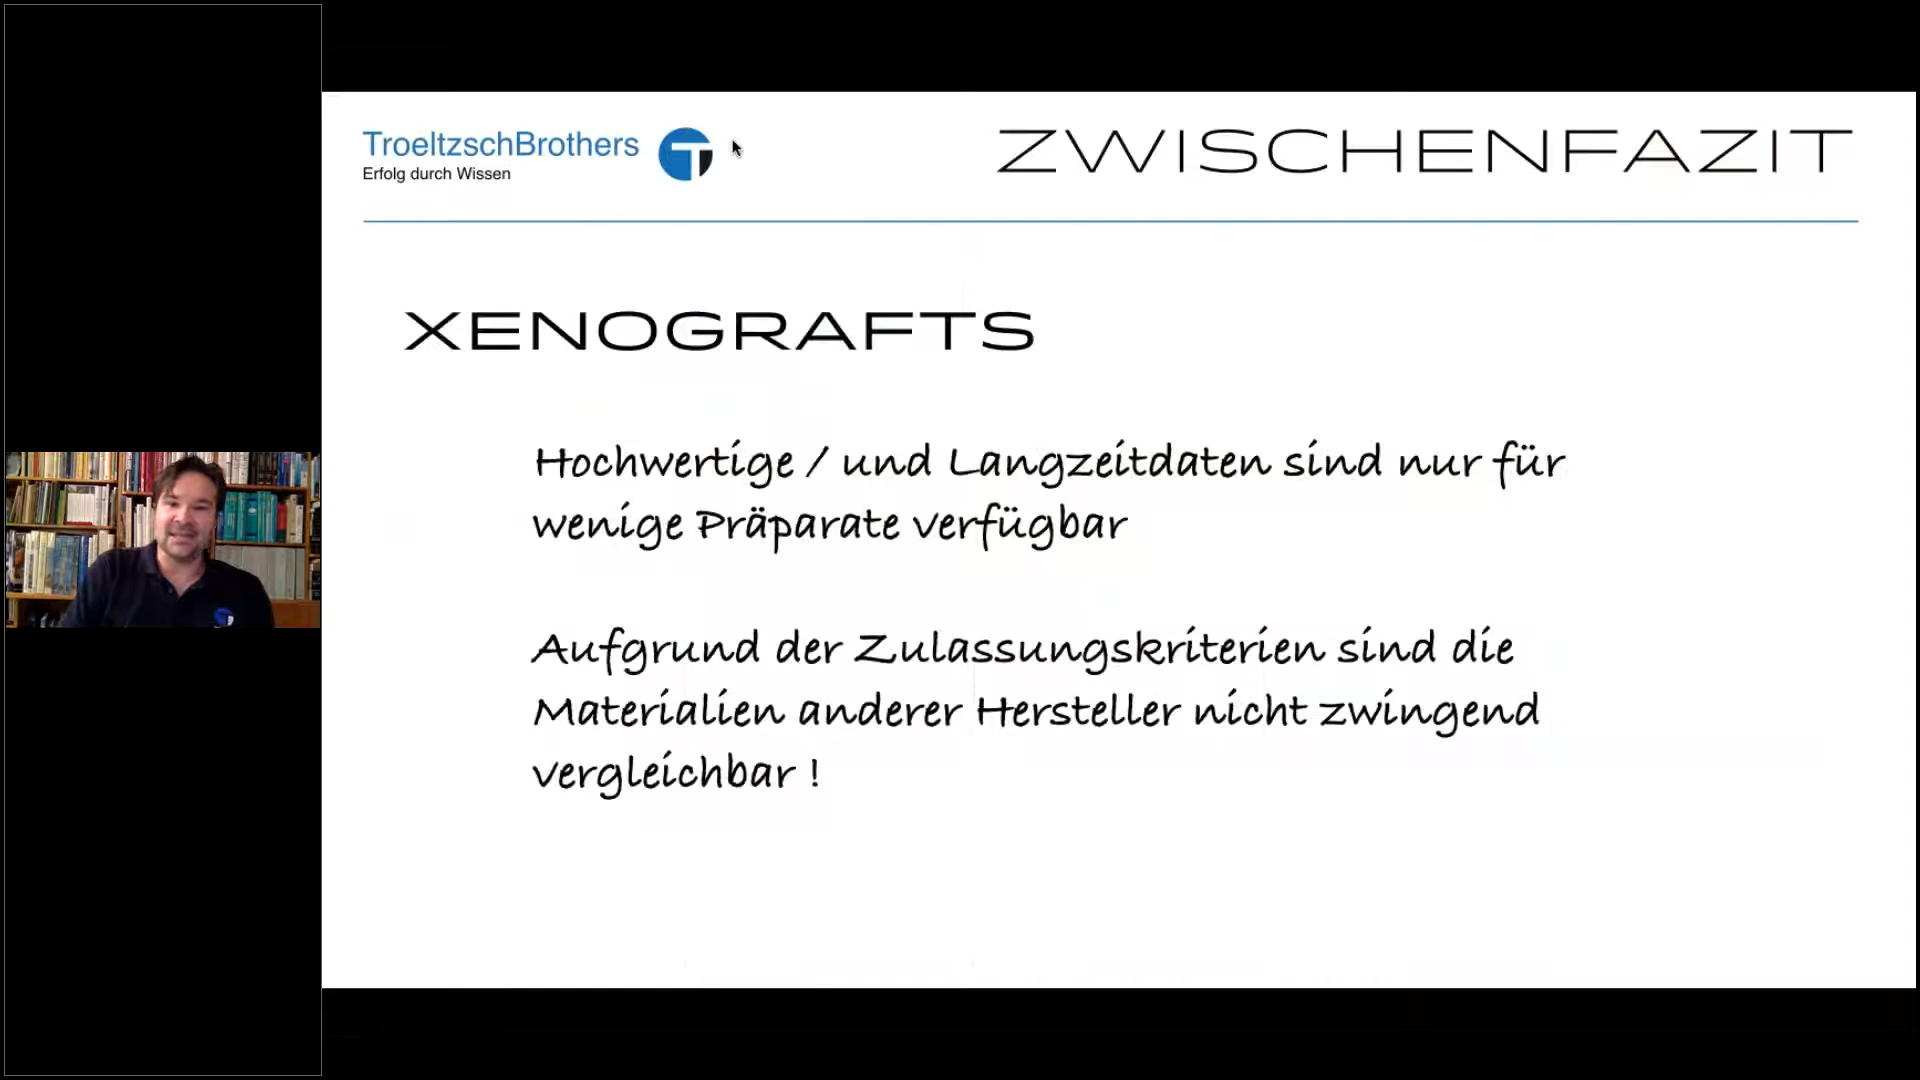 TroeltzschBrothers
Erfolg durch Wissen
ZWISCHENFAZIT
XENOGRAFTS
Hochwertige / und Langzeitdaten sind nur für
wenige Präparate verfügbar
Aufgrund der Zulassungskriterien sind die
Materialien anderer Hersteller nicht zwingend
vergleichbar !